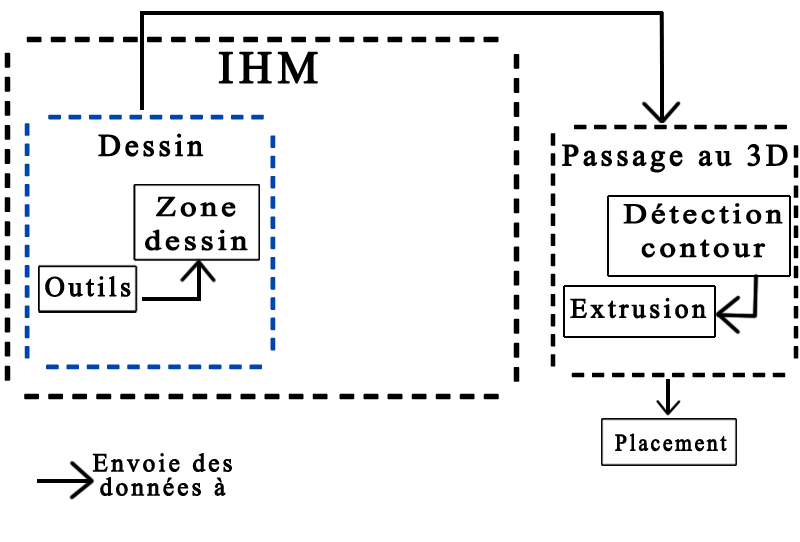 IHM
Dessin
Zone
dessin
Outils
Passage au 3D
Détection
contour
Extrusion
Placement
Envoie des
données à